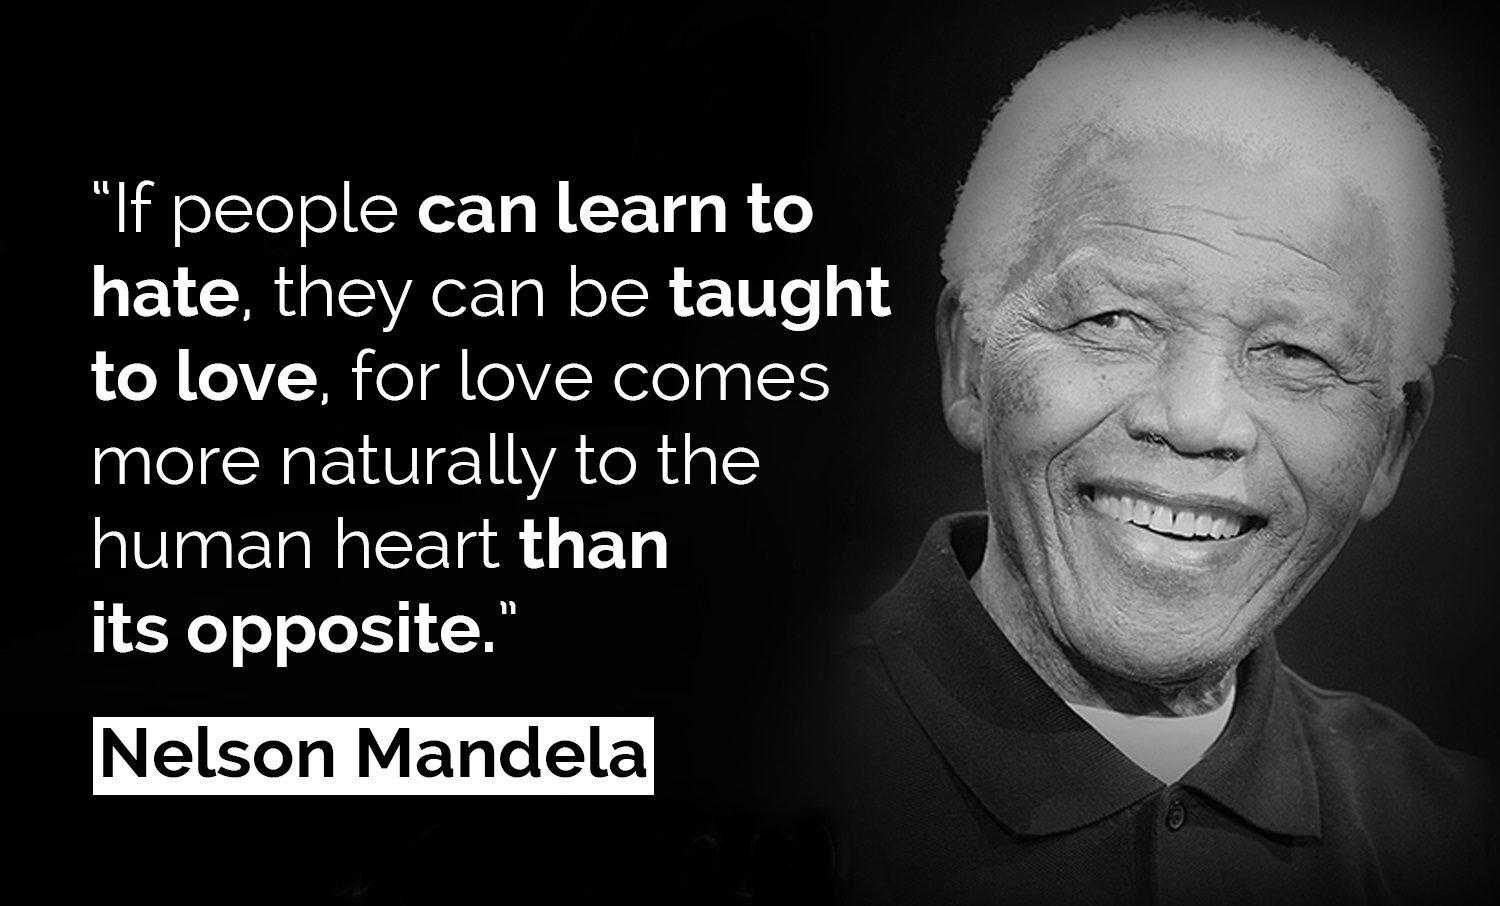 “If people can learn to
hate, they can be taught
to love, for love comes
more naturally to the
human heart than
its opposite.”
Nelson Mandela